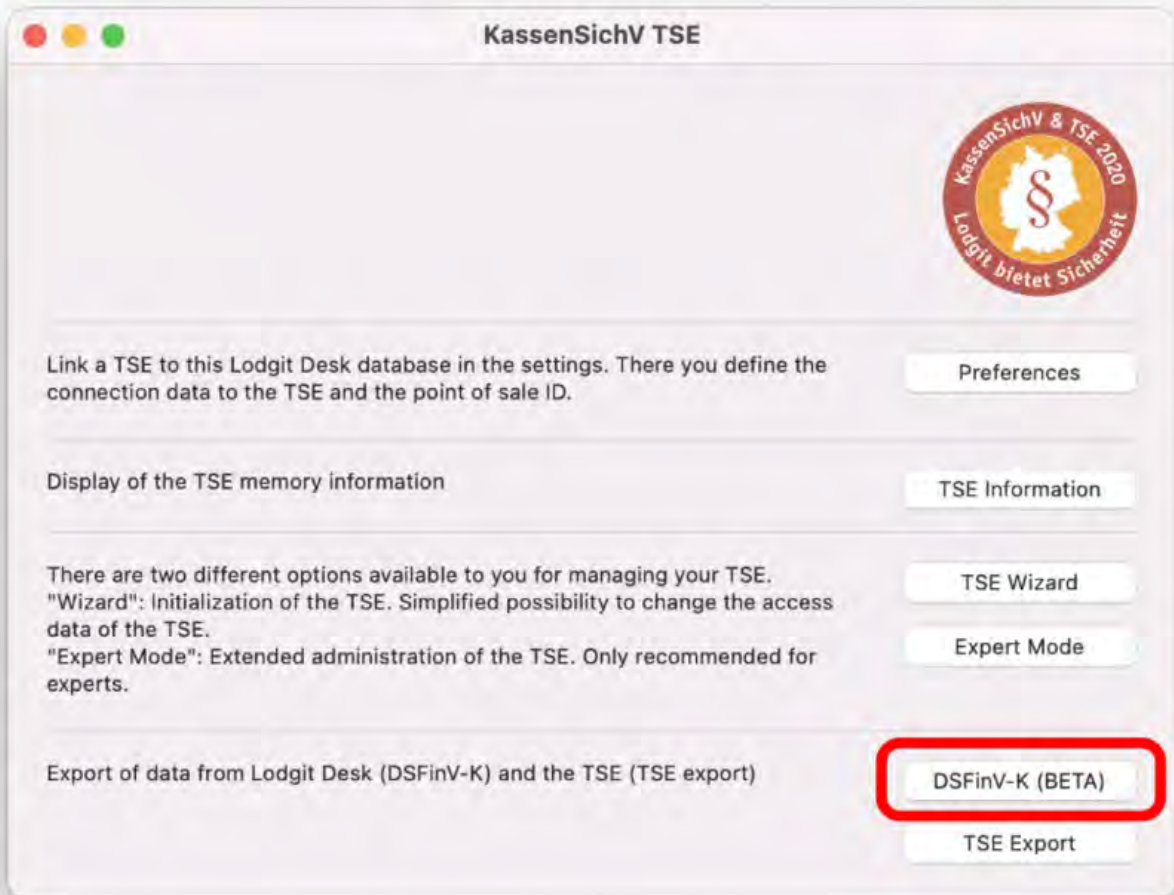 KassenSichV TSE
KassenSichV & TSE 2020
§
Lodgit bietet Sicherheit
Link a TSE to this Lodgit Desk database in the settings. There you define the
connection data to the TSE and the point of sale ID.
Preferences
Display of the TSE memory information
TSE Information
There are two different options available to you for managing your TSE.
"Wizard": Initialization of the TSE. Simplified possibility to change the access
data of the TSE.
"Expert Mode": Extended administration of the TSE. Only recommended for
experts.
TSE Wizard
Expert Mode
Export of data from Lodgit Desk (DSFinV-K) and the TSE (TSE export)
DSFinV-K (BETA)
TSE Export